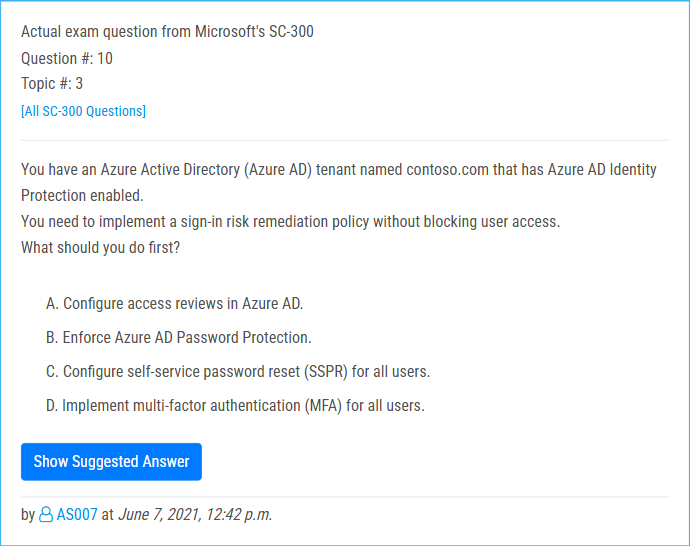 Actual exam question from Microsoft's SC-300
Question #: 10
Topic #: 3
[All SC-300 Questions]
You have an Azure Active Directory (Azure AD) tenant named contoso.com that has Azure AD Identity
Protection enabled.
You need to implement a sign-in risk remediation policy without blocking user access.
What should you do first?
A. Configure access reviews in Azure AD.
B. Enforce Azure AD Password Protection.
C. Configure self-service password reset (SSPR) for all users.
D. Implement multi-factor authentication (MFA) for all users.
Show Suggested Answer
by AS007 at June 7, 2021, 12:42 p.m.